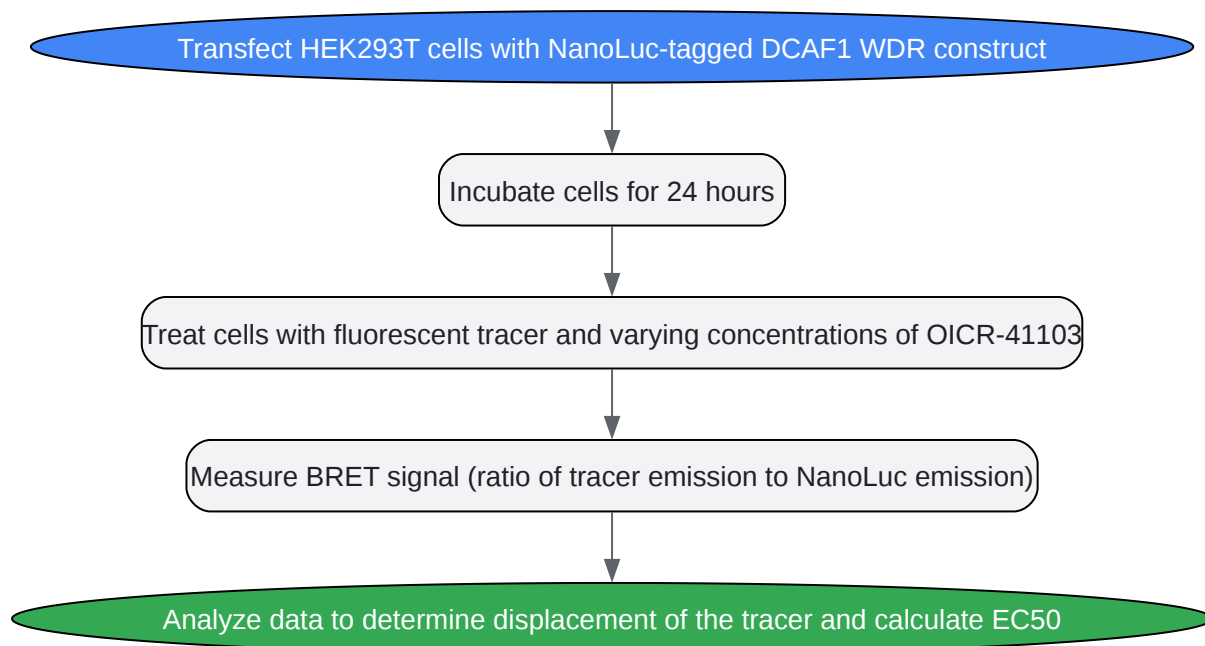 Transfect HEK293T cells with NanoLuc-tagged DCAF1 WDR construct
Incubate cells for 24 hours
Treat cells with fluorescent tracer and varying concentrations of OICR-41103
Measure BRET signal (ratio of tracer emission to NanoLuc emission)
Analyze data to determine displacement of the tracer and calculate EC50